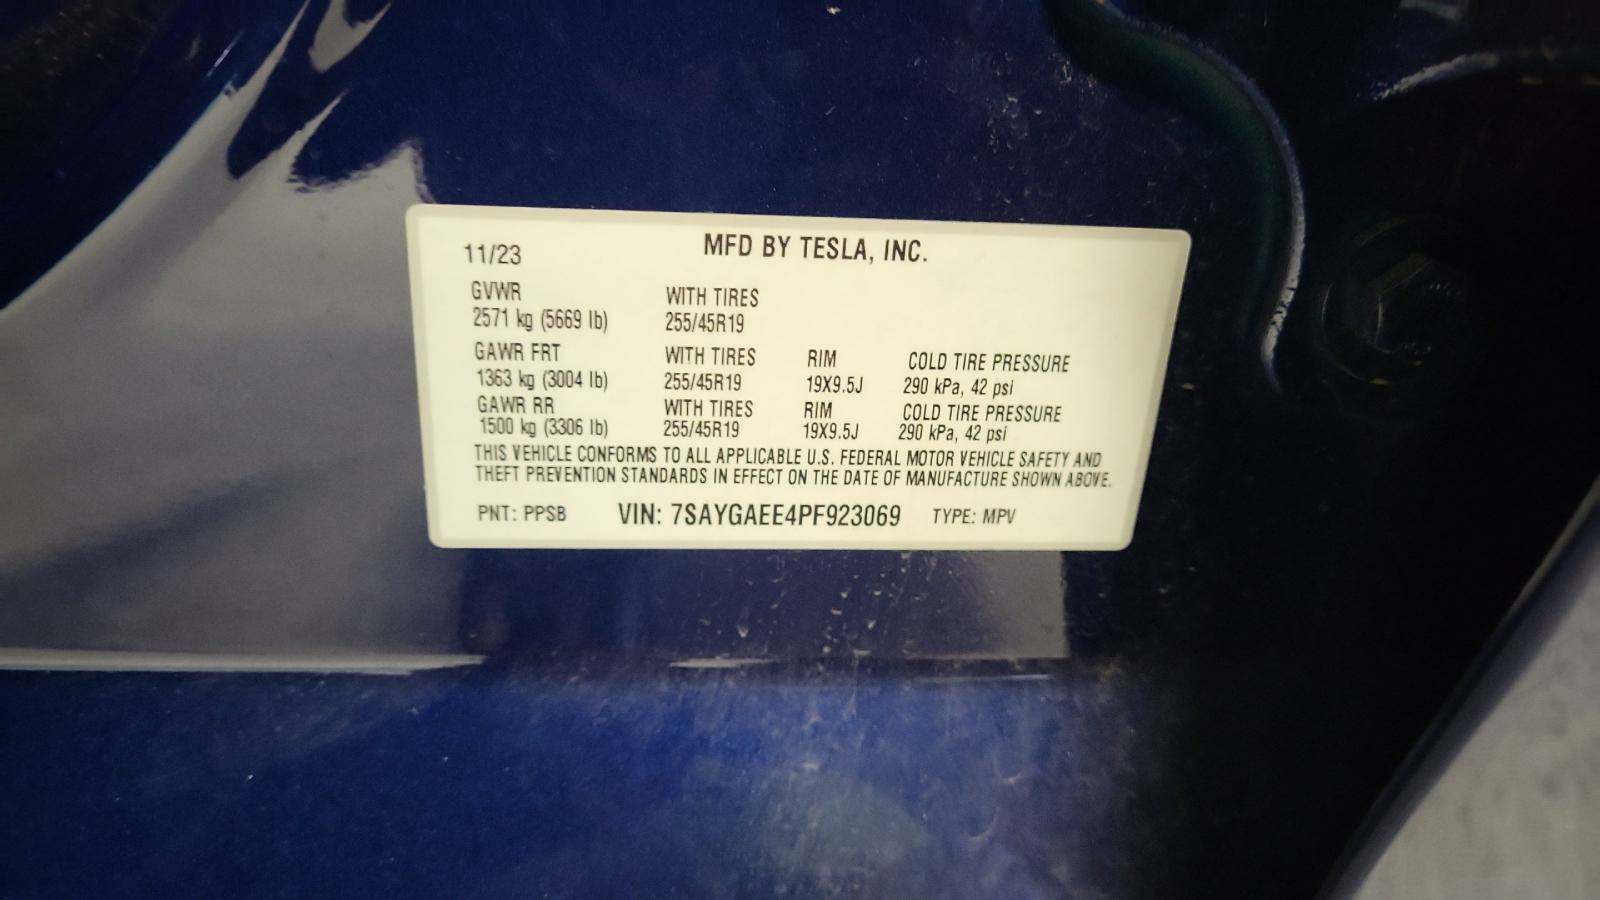 11/23 MFD BY TESLA, INC.
GVWR WITH TIRES
2571 kg (5669 lb) 255/45R19
GAWR FRT WITH TIRES RIM COLD TIRE PRESSURE
1363 kg (3004 lb) 255/45R19 19X9.5J 290 kPa, 42 psi
GAWR RR WITH TIRES RIM COLD TIRE PRESSURE
1500 kg (3306 lb) 255/45R19 19X9.5J 290 kPa, 42 psi
THIS VEHICLE CONFORMS TO ALL APPLICABLE U.S. FEDERAL MOTOR VEHICLE SAFETY AND
THEFT PREVENTION STANDARDS IN EFFECT ON THE DATE OF MANUFACTURE SHOWN ABOVE.
PNT: PPSB VIN: 7SAYGAEE4PF923069 TYPE: MPV